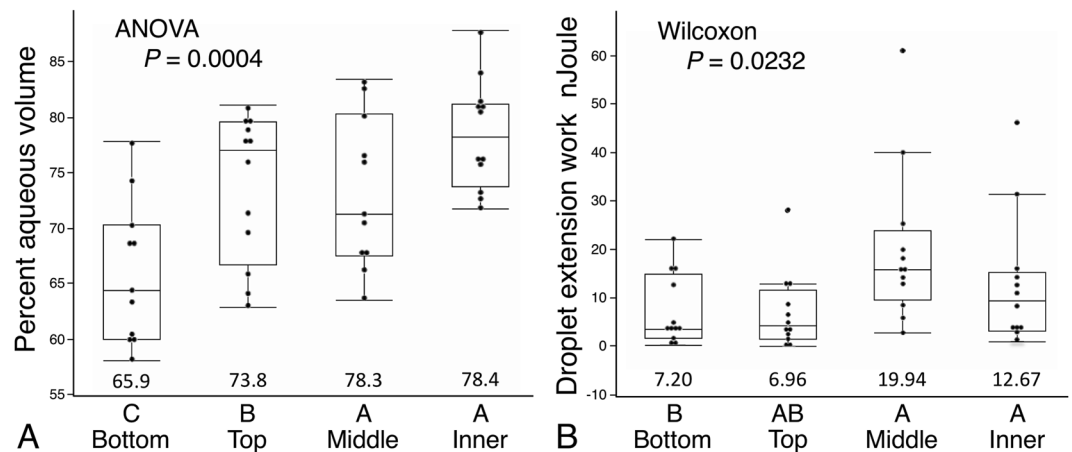 ANOVA
P = 0.0004
Percent aqueous volume
85
80
75
70
65
60
55
65.9 73.8 78.3 78.4
C B A A
Bottom Top Middle Inner
A
Wilcoxon
P = 0.0232
Droplet extension work nJoule
60
50
40
30
20
10
0
-10
7.20 6.96 19.94 12.67
B AB A A
Bottom Top Middle Inner
B